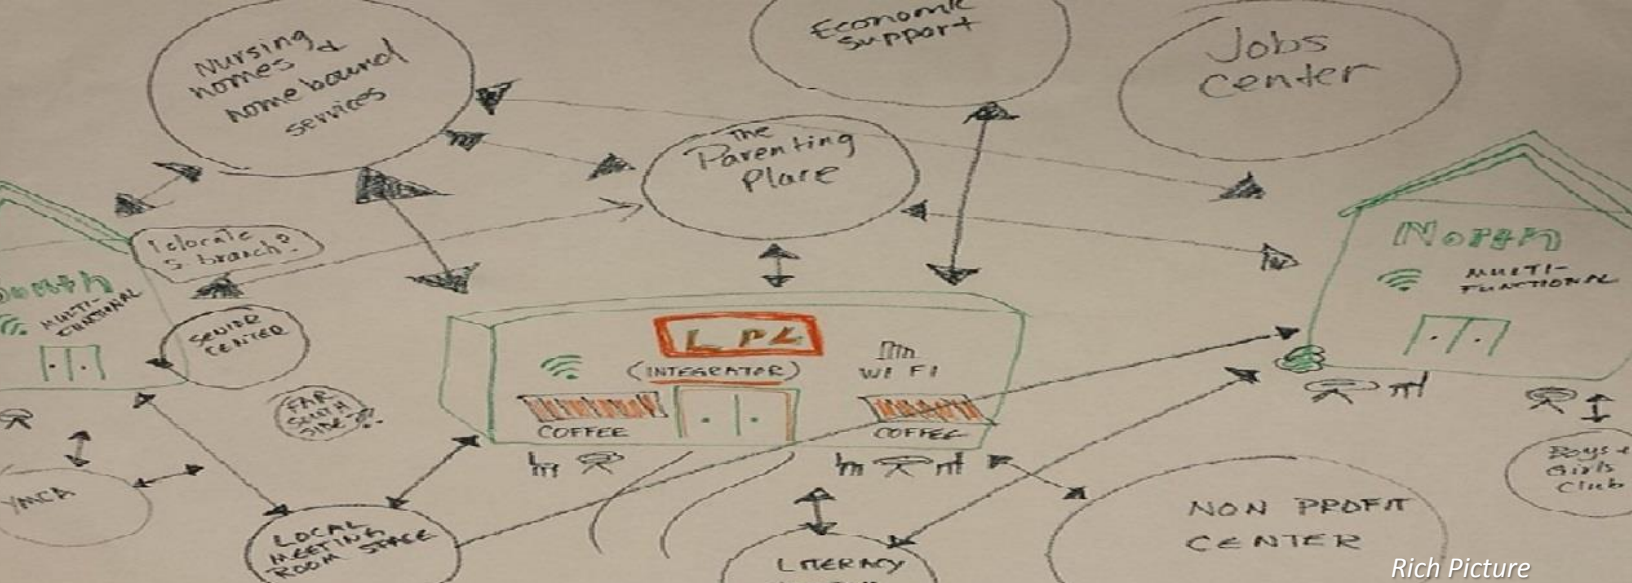 Nursing
homes &
homebound
services
Economic
support
Jobs
center
The
Parenting
Place
Relocate
S. branch?
South
MULTI-
FUNCTIONAL
SENIOR
CENTER
FAR
SOUTH
SIDE??
YMCA
LOCAL
MEETING
ROOM SPACE
LPL
(INTEGRATOR)
WI FI
COFFEE
COFFEE
North
MULTI-
FUNCTIONAL
Boys +
Girls
Club
LITERACY
NON PROFIT
CENTER
Rich Picture